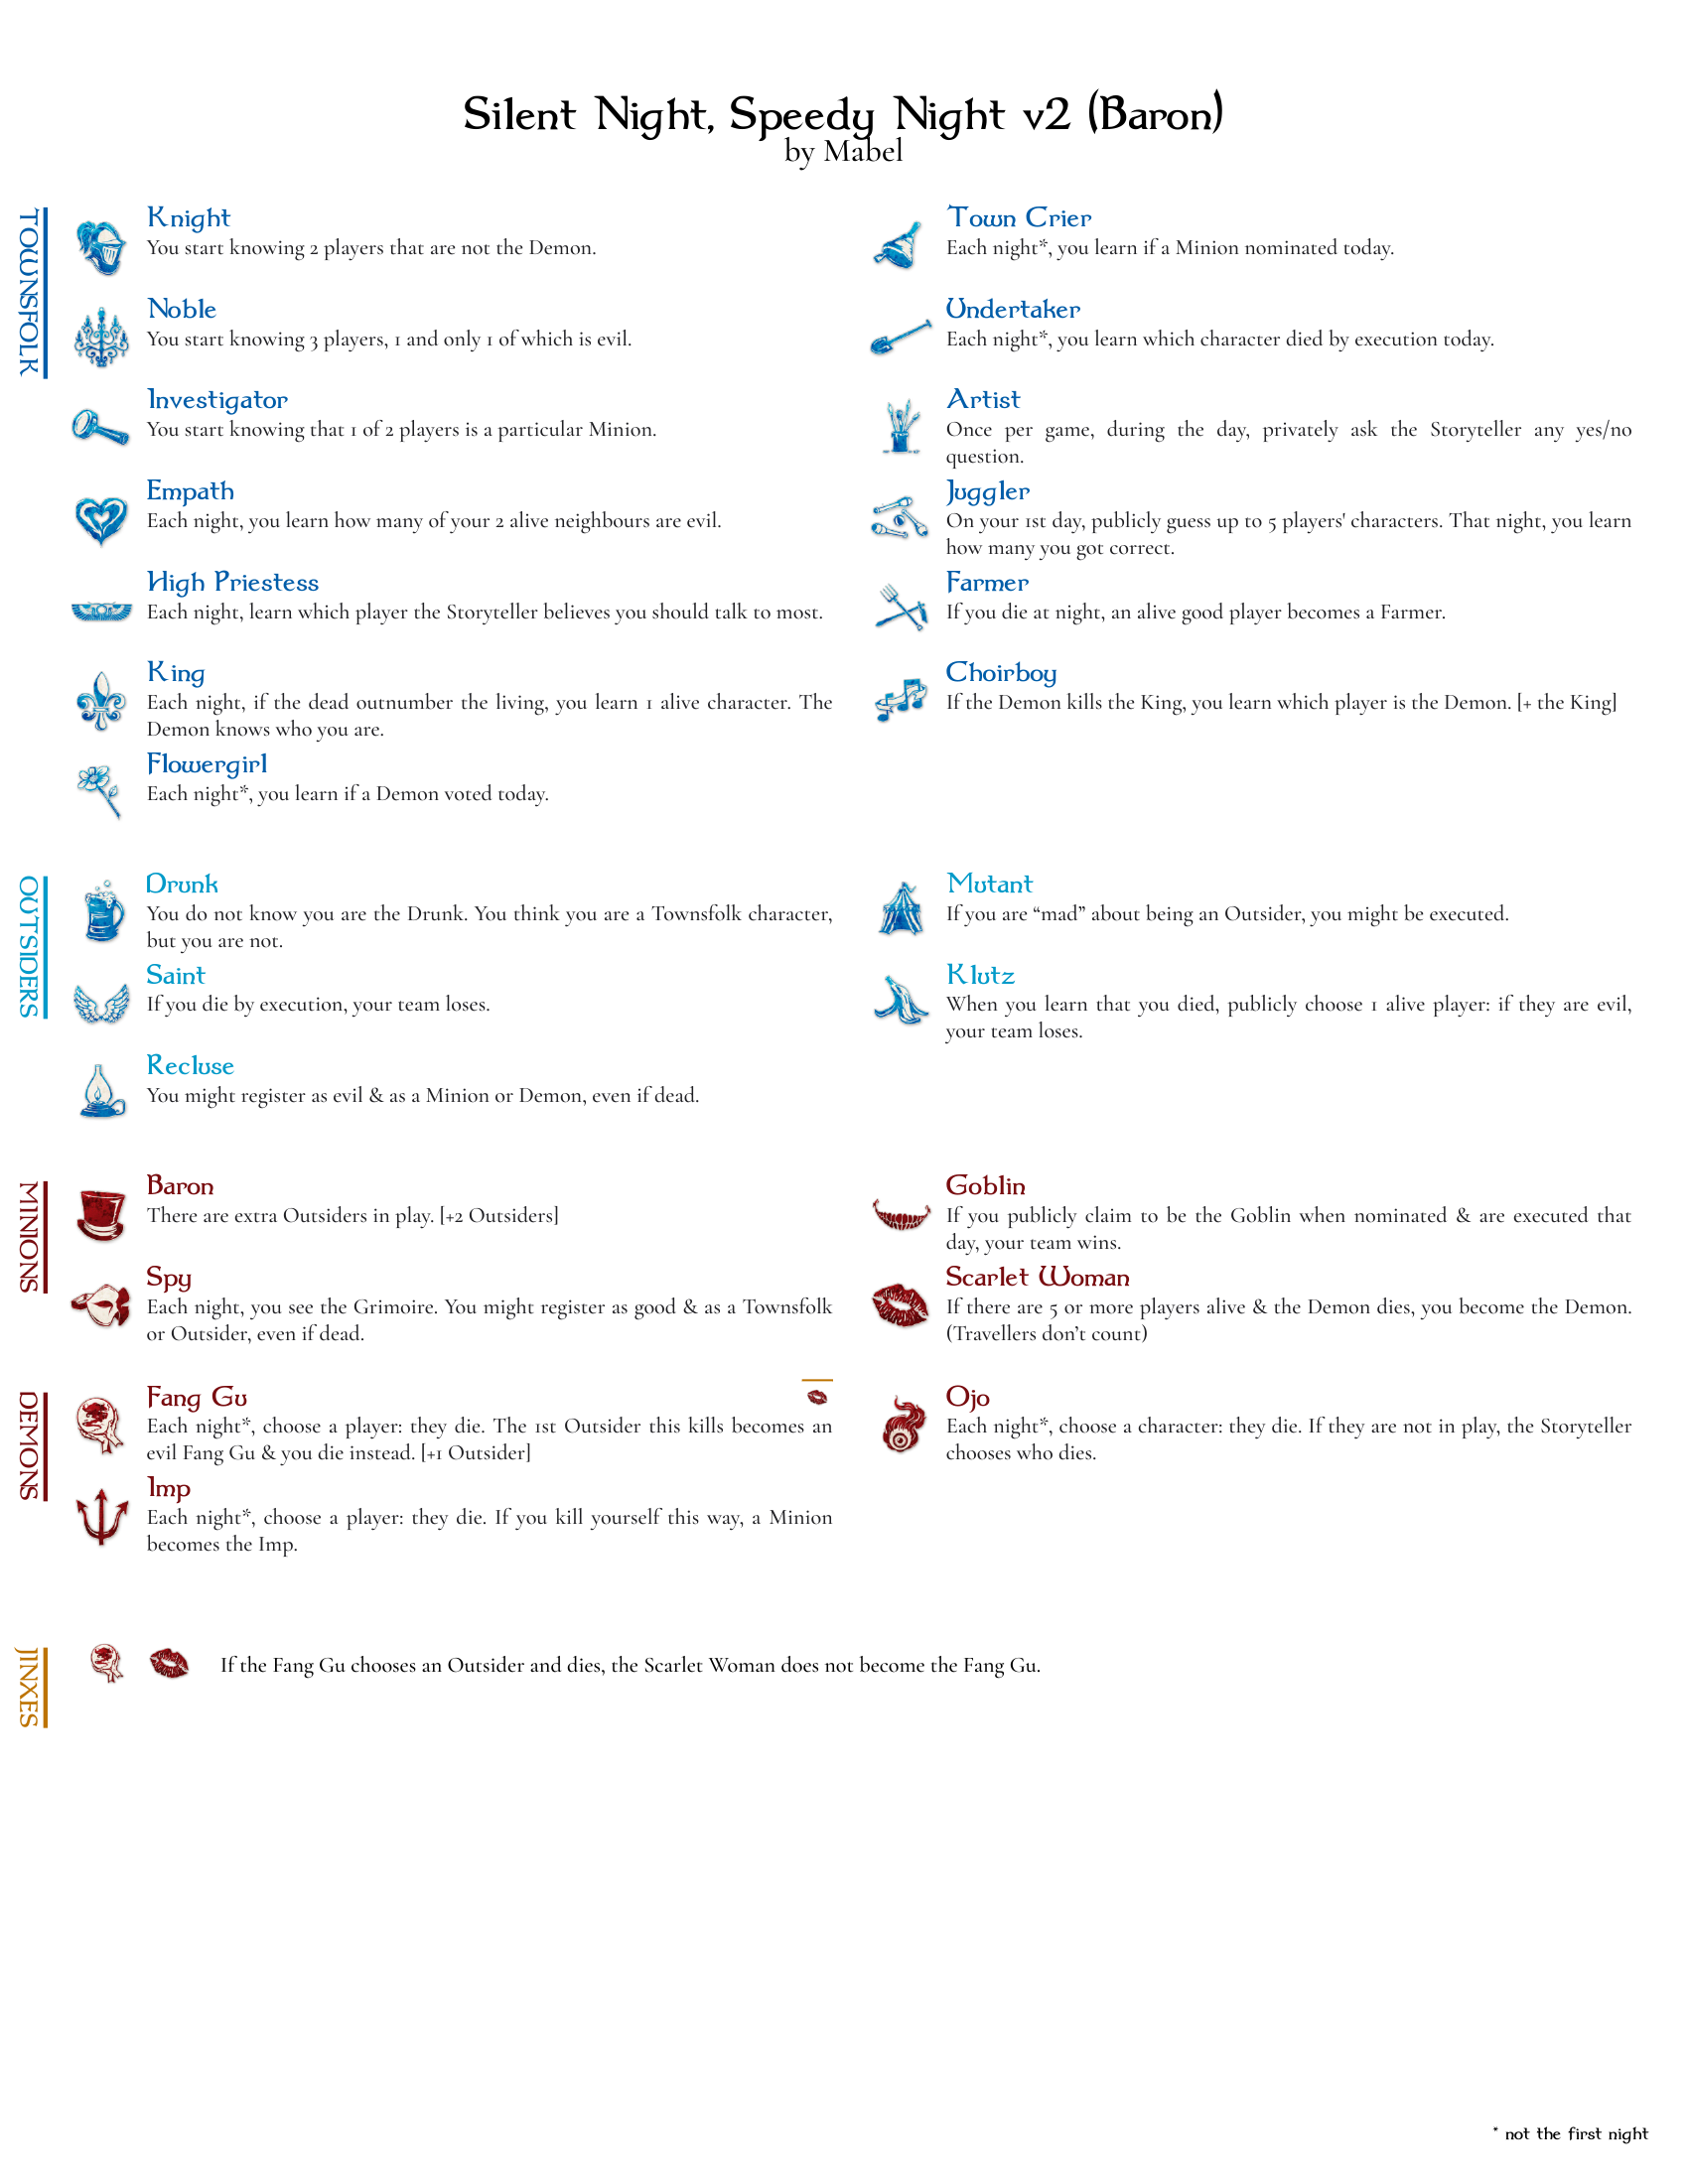 Silent Night, Speedy Night v2 (Baron)
by Mabel
TOWNSFOLK
Knight
You start knowing 2 players that are not the Demon.
Noble
You start knowing 3 players, 1 and only 1 of which is evil.
Investigator
You start knowing that 1 of 2 players is a particular Minion.
Empath
Each night, you learn how many of your 2 alive neighbours are evil.
High Priestess
Each night, learn which player the Storyteller believes you should talk to most.
King
Each night, if the dead outnumber the living, you learn 1 alive character. The
Demon knows who you are.
Flowergirl
Each night*, you learn if a Demon voted today.
Town Crier
Each night*, you learn if a Minion nominated today.
Undertaker
Each night*, you learn which character died by execution today.
Artist
Once per game, during the day, privately ask the Storyteller any yes/no
question.
Juggler
On your 1st day, publicly guess up to 5 players' characters. That night, you learn
how many you got correct.
Farmer
If you die at night, an alive good player becomes a Farmer.
Choirboy
If the Demon kills the King, you learn which player is the Demon. [+ the King]
OUTSIDERS
Drunk
You do not know you are the Drunk. You think you are a Townsfolk character,
but you are not.
Saint
If you die by execution, your team loses.
Recluse
You might register as evil & as a Minion or Demon, even if dead.
Mutant
If you are “mad” about being an Outsider, you might be executed.
Klutz
When you learn that you died, publicly choose 1 alive player: if they are evil,
your team loses.
MINIONS
Baron
There are extra Outsiders in play. [+2 Outsiders]
Spy
Each night, you see the Grimoire. You might register as good & as a Townsfolk
or Outsider, even if dead.
Goblin
If you publicly claim to be the Goblin when nominated & are executed that
day, your team wins.
Scarlet Woman
If there are 5 or more players alive & the Demon dies, you become the Demon.
(Travellers don’t count)
DEMONS
Fang Gu
Each night*, choose a player: they die. The 1st Outsider this kills becomes an
evil Fang Gu & you die instead. [+1 Outsider]
Imp
Each night*, choose a player: they die. If you kill yourself this way, a Minion
becomes the Imp.
Ojo
Each night*, choose a character: they die. If they are not in play, the Storyteller
chooses who dies.
JINXES
If the Fang Gu chooses an Outsider and dies, the Scarlet Woman does not become the Fang Gu.
* not the first night